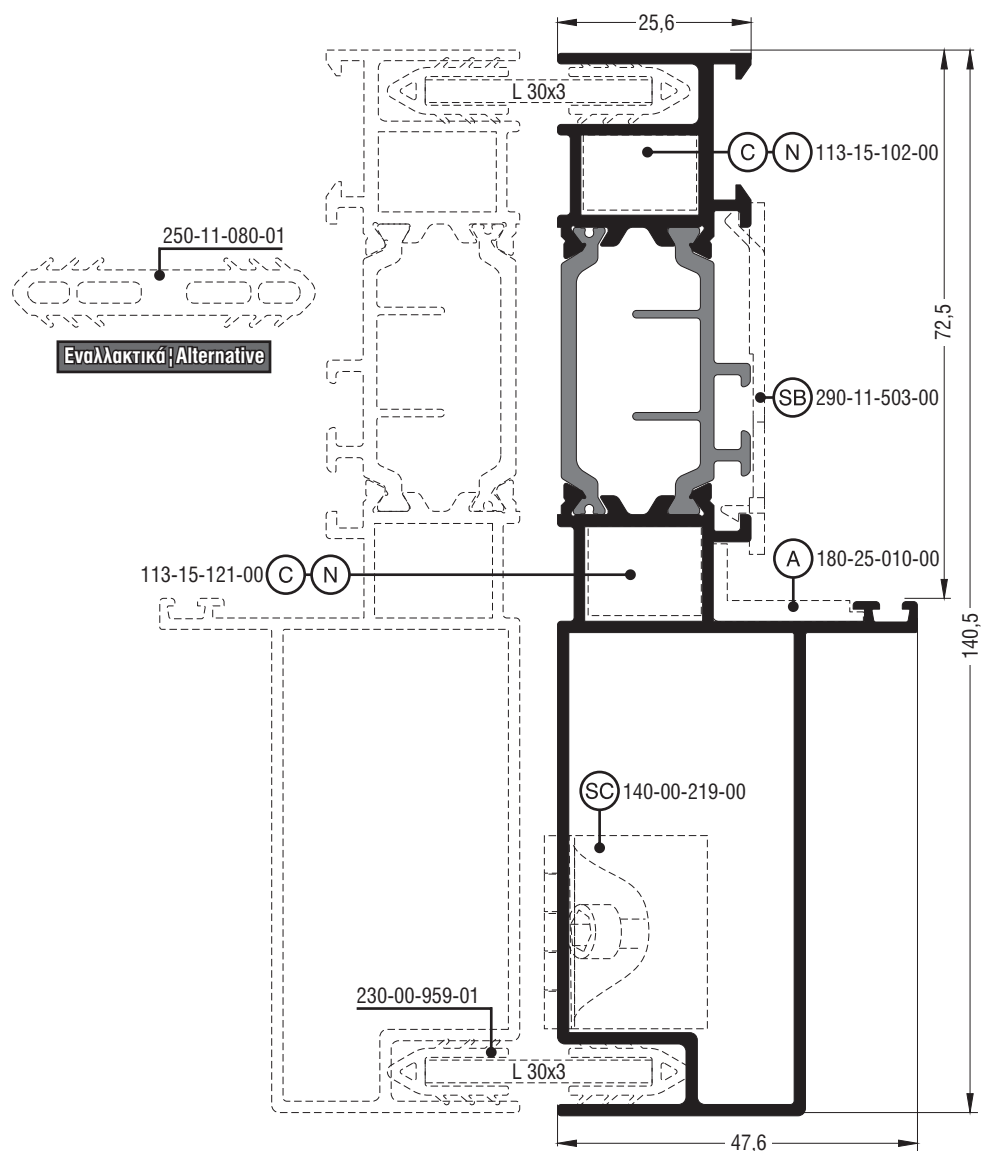 25,6
L 30x3
C N 113-15-102-00
250-11-080-01
Εναλλακτικά ¦ Alternative
72,5
SB 290-11-503-00
A 180-25-010-00
113-15-121-00 C N
140,5
SC 140-00-219-00
230-00-959-01
L 30x3
47,6